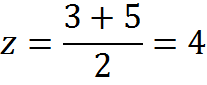 z = (3 + 5)/2 = 4